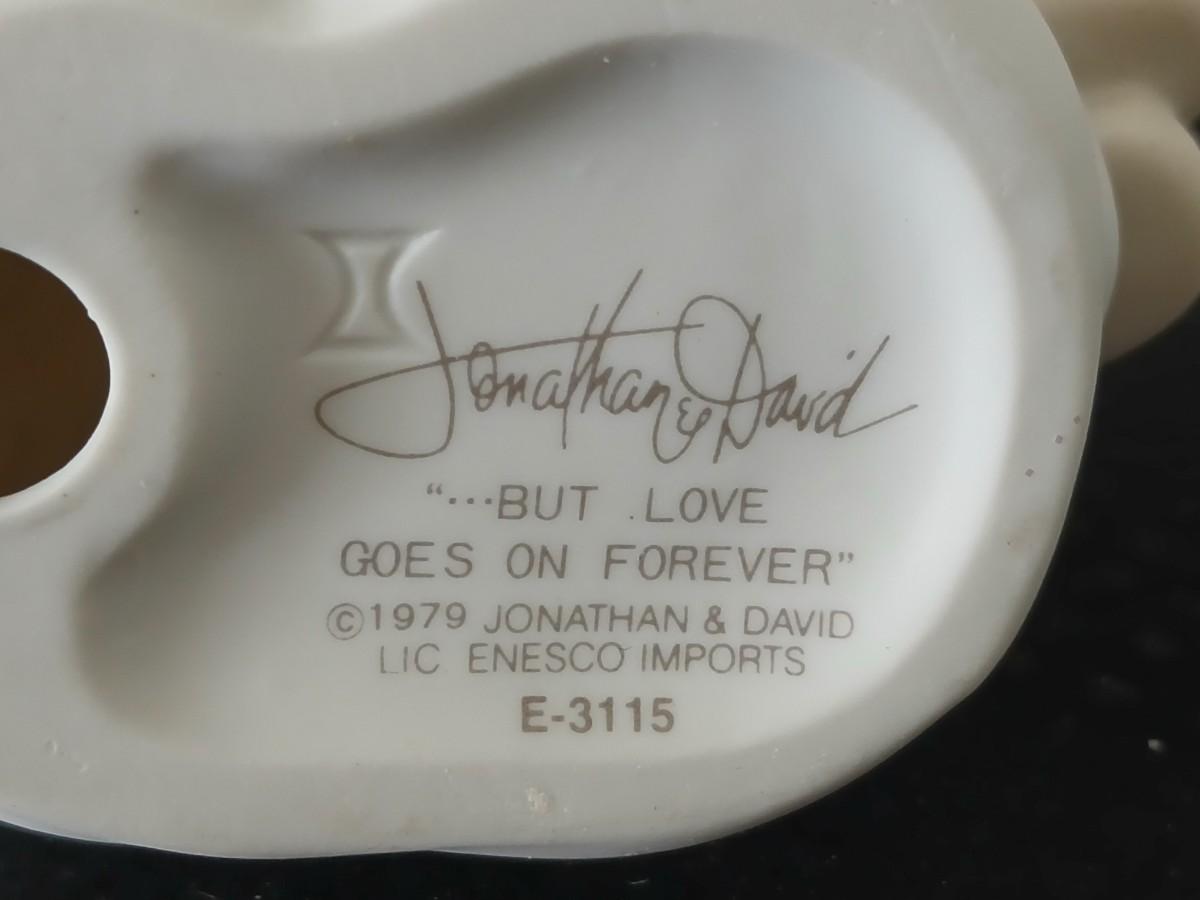 Jonathan & David
“...BUT LOVE
GOES ON FOREVER”
©1979 JONATHAN & DAVID
LIC ENESCO IMPORTS
E-3115